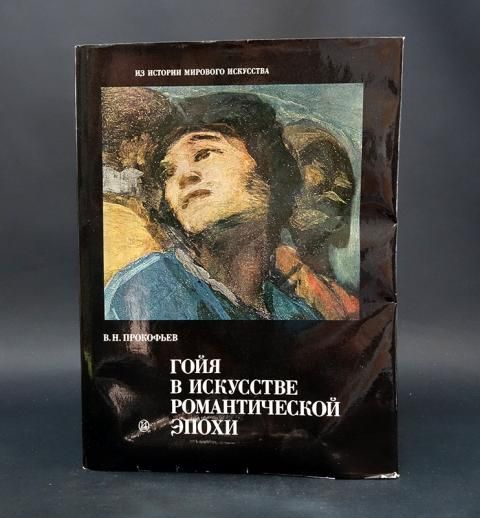 ИЗ ИСТОРИИ МИРОВОГО ИСКУССТВА
В. Н. ПРОКОФЬЕВ
ГОЙЯ
В ИСКУССТВЕ
РОМАНТИЧЕСКОЙ
ЭПОХИ